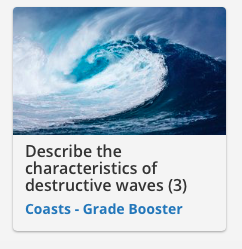 Describe the
characteristics of
destructive waves (3)
Coasts - Grade Booster